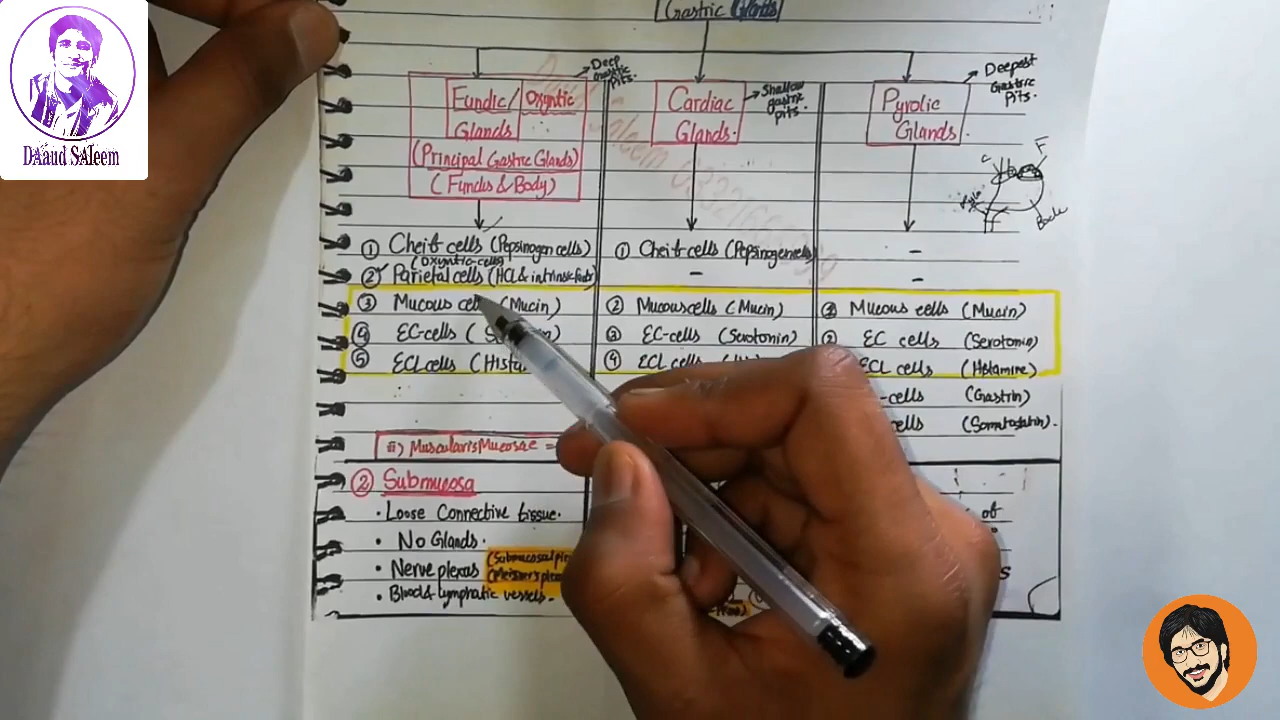 DAaud SAleem
Gastric Glands
Deep gastric pits.
Fundic/ Oxyntic
Glands
(Principal Gastric Glands)
(Fundus & Body)
Shallow gastric pits.
Cardiac
Glands.
Deepest
Gastric
Pits.
Pyrolic
Glands.
F
Body
① Cheif cells (Pepsinogen cells)
(Oxyntic cells)
② Parietal cells (HCL & intrinsic factor)
③ Mucous cells (Mucin)
④ EC-cells (
⑤ ECL cells (Hista
① Cheif cells (Pepsinogen cells)
-
② Mucous cells (Mucin)
③ EC-cells (Serotonin)
④ ECL cells
-
-
① Mucous cells (Mucin)
② EC cells (Serotonin)
ECL cells (Histamine)
-cells (Gastrin)
cells (Somatostatin).
iii) Muscularis Mucosae =
② Submucosa
• Loose Connective tissue.
• No Glands.
• Nerve plexas (Submucosal
(Meissner's
• Blood & Lymphatic vessels.
of